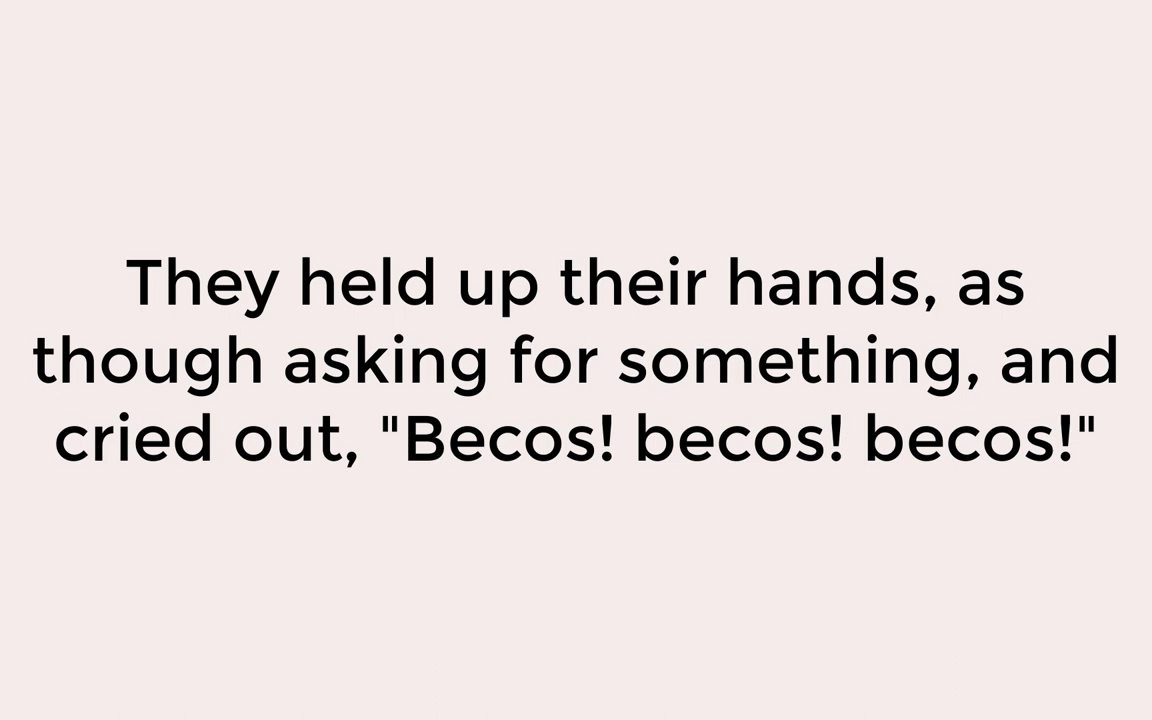 They held up their hands, as
though asking for something, and
cried out, "Becos! becos! becos!"